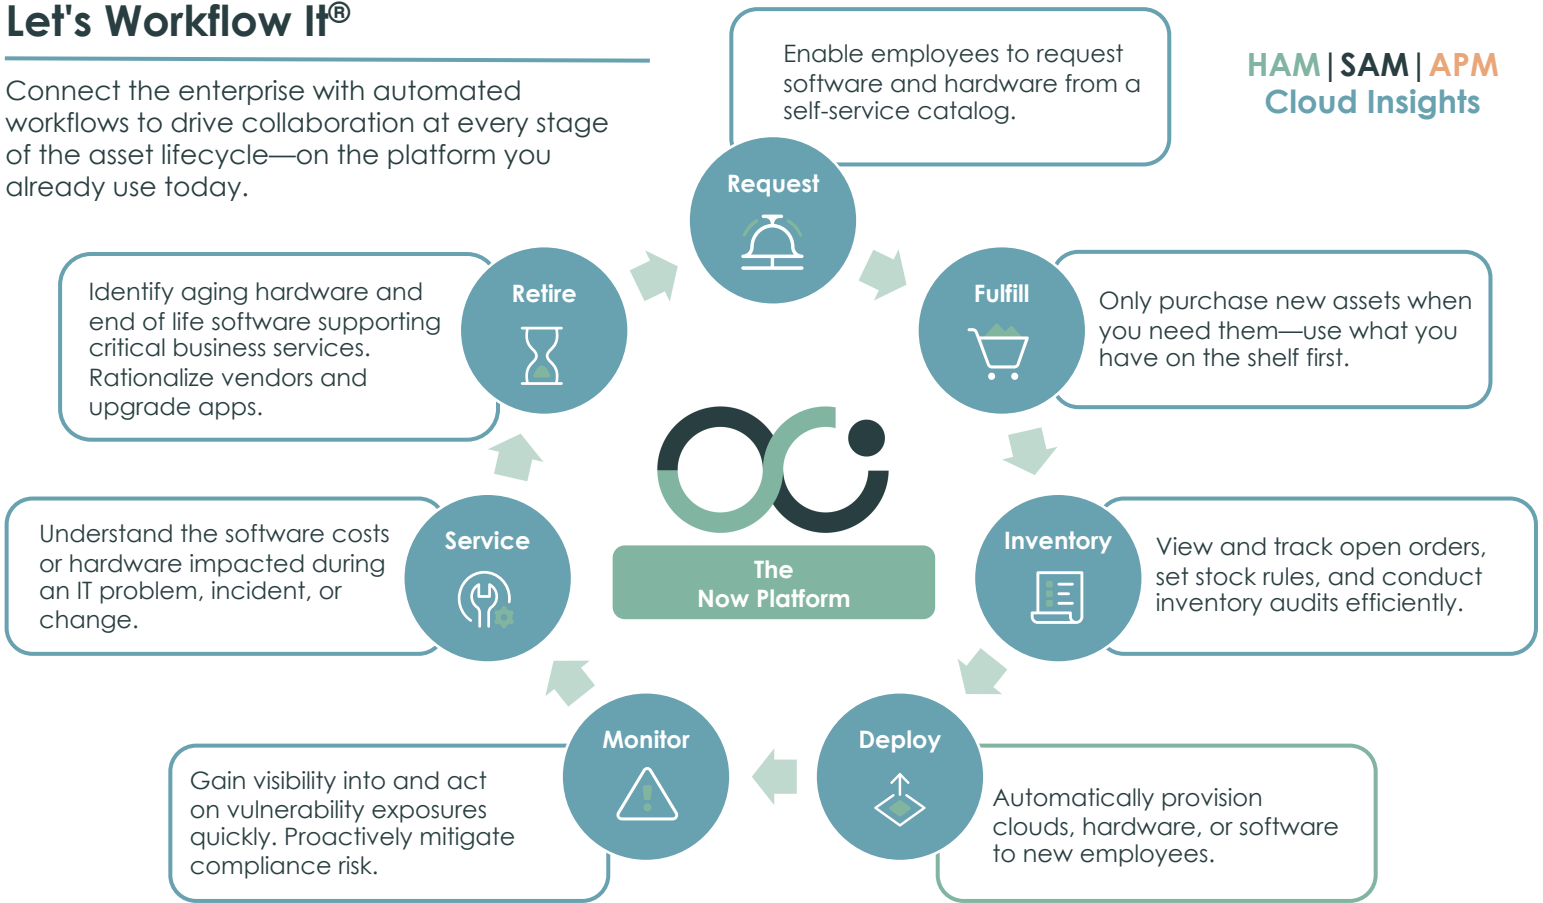 Let's Workflow It®
Connect the enterprise with automated
workflows to drive collaboration at every stage
of the asset lifecycle—on the platform you
already use today.
HAM|SAM|APM
Cloud Insights
Enable employees to request
software and hardware from a
self-service catalog.
Request
Fulfill
Only purchase new assets when
you need them—use what you
have on the shelf first.
Inventory
View and track open orders,
set stock rules, and conduct
inventory audits efficiently.
Deploy
Automatically provision
clouds, hardware, or software
to new employees.
Monitor
Gain visibility into and act
on vulnerability exposures
quickly. Proactively mitigate
compliance risk.
Service
Understand the software costs
or hardware impacted during
an IT problem, incident, or
change.
Retire
Identify aging hardware and
end of life software supporting
critical business services.
Rationalize vendors and
upgrade apps.
The
Now Platform